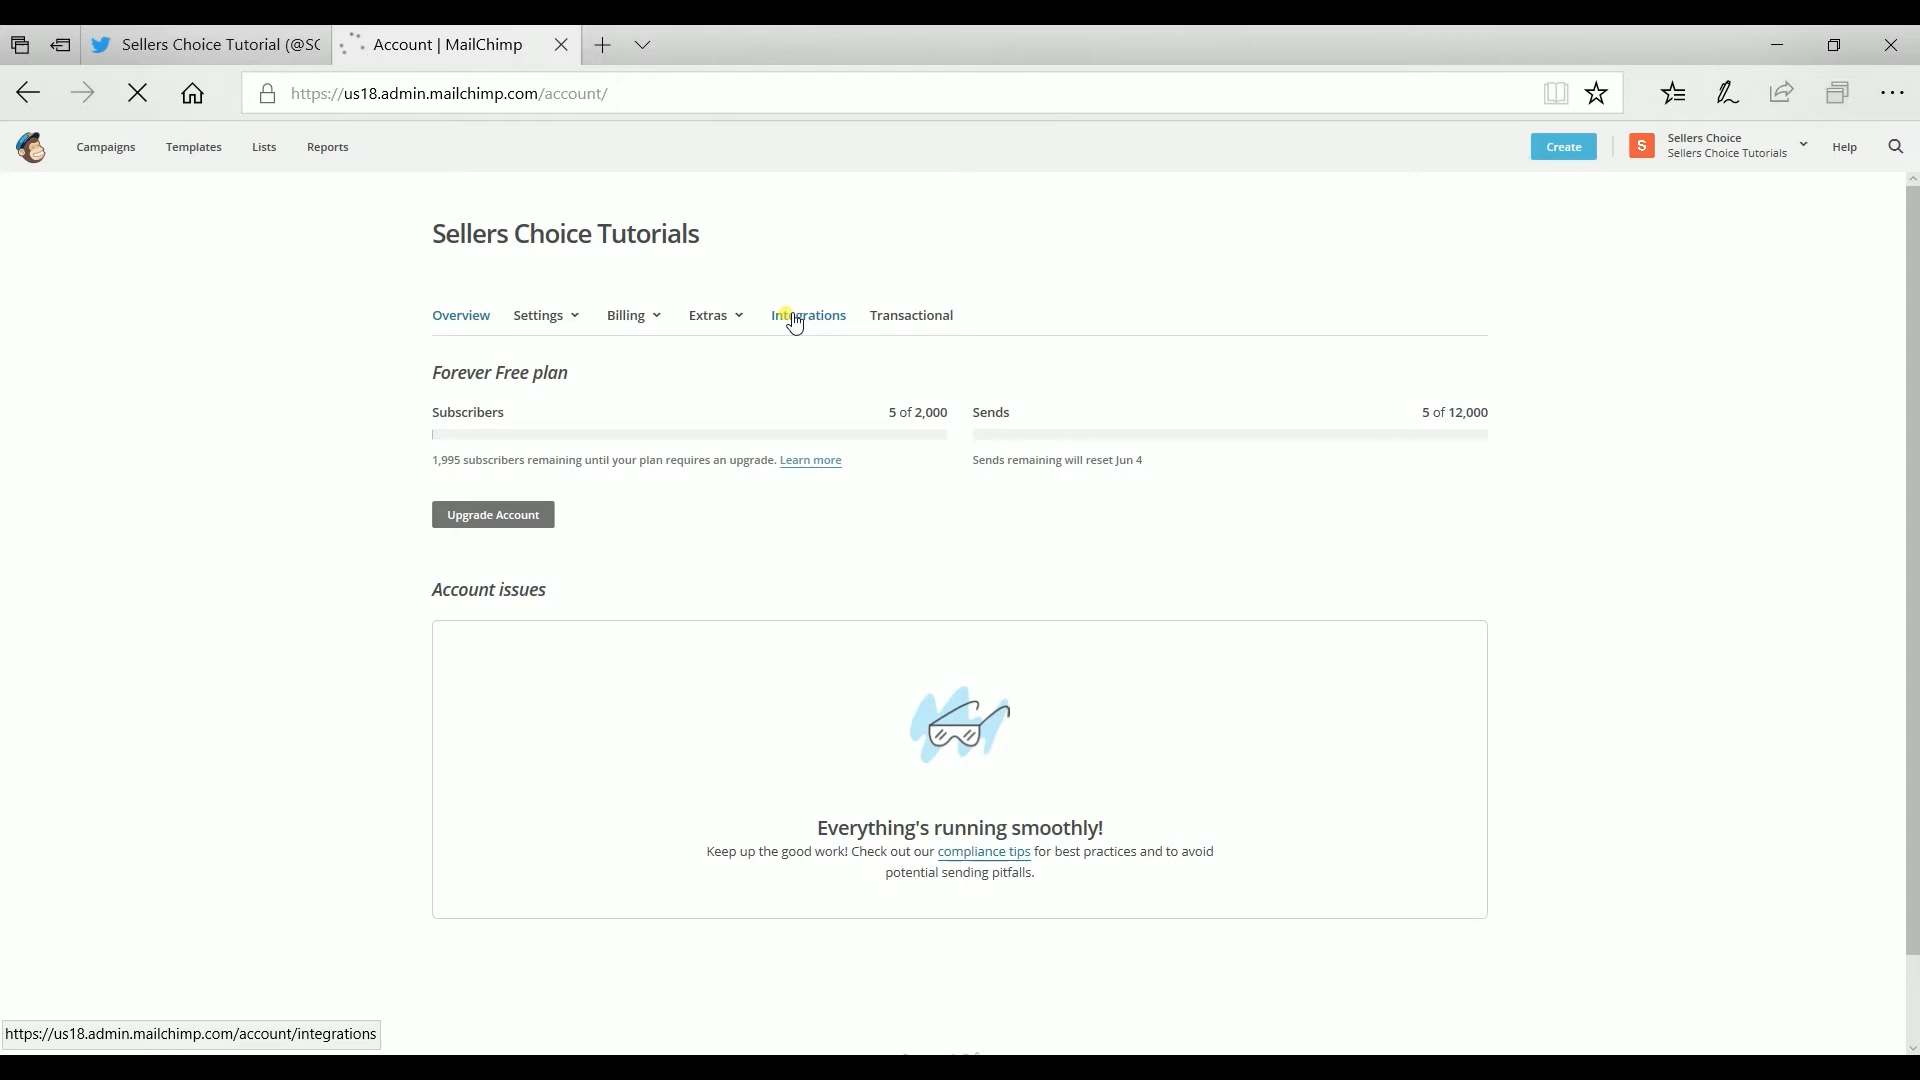 Sellers Choice Tutorial (@SC
Account | MailChimp
https://us18.admin.mailchimp.com/account/
Campaigns Templates Lists Reports
Create
S
Sellers Choice
Sellers Choice Tutorials
Help
Sellers Choice Tutorials
Overview Settings Billing Extras Integrations Transactional
Forever Free plan
Subscribers 5 of 2,000 Sends 5 of 12,000
1,995 subscribers remaining until your plan requires an upgrade. Learn more
Sends remaining will reset Jun 4
Upgrade Account
Account issues
Everything's running smoothly!
Keep up the good work! Check out our compliance tips for best practices and to avoid
potential sending pitfalls.
https://us18.admin.mailchimp.com/account/integrations